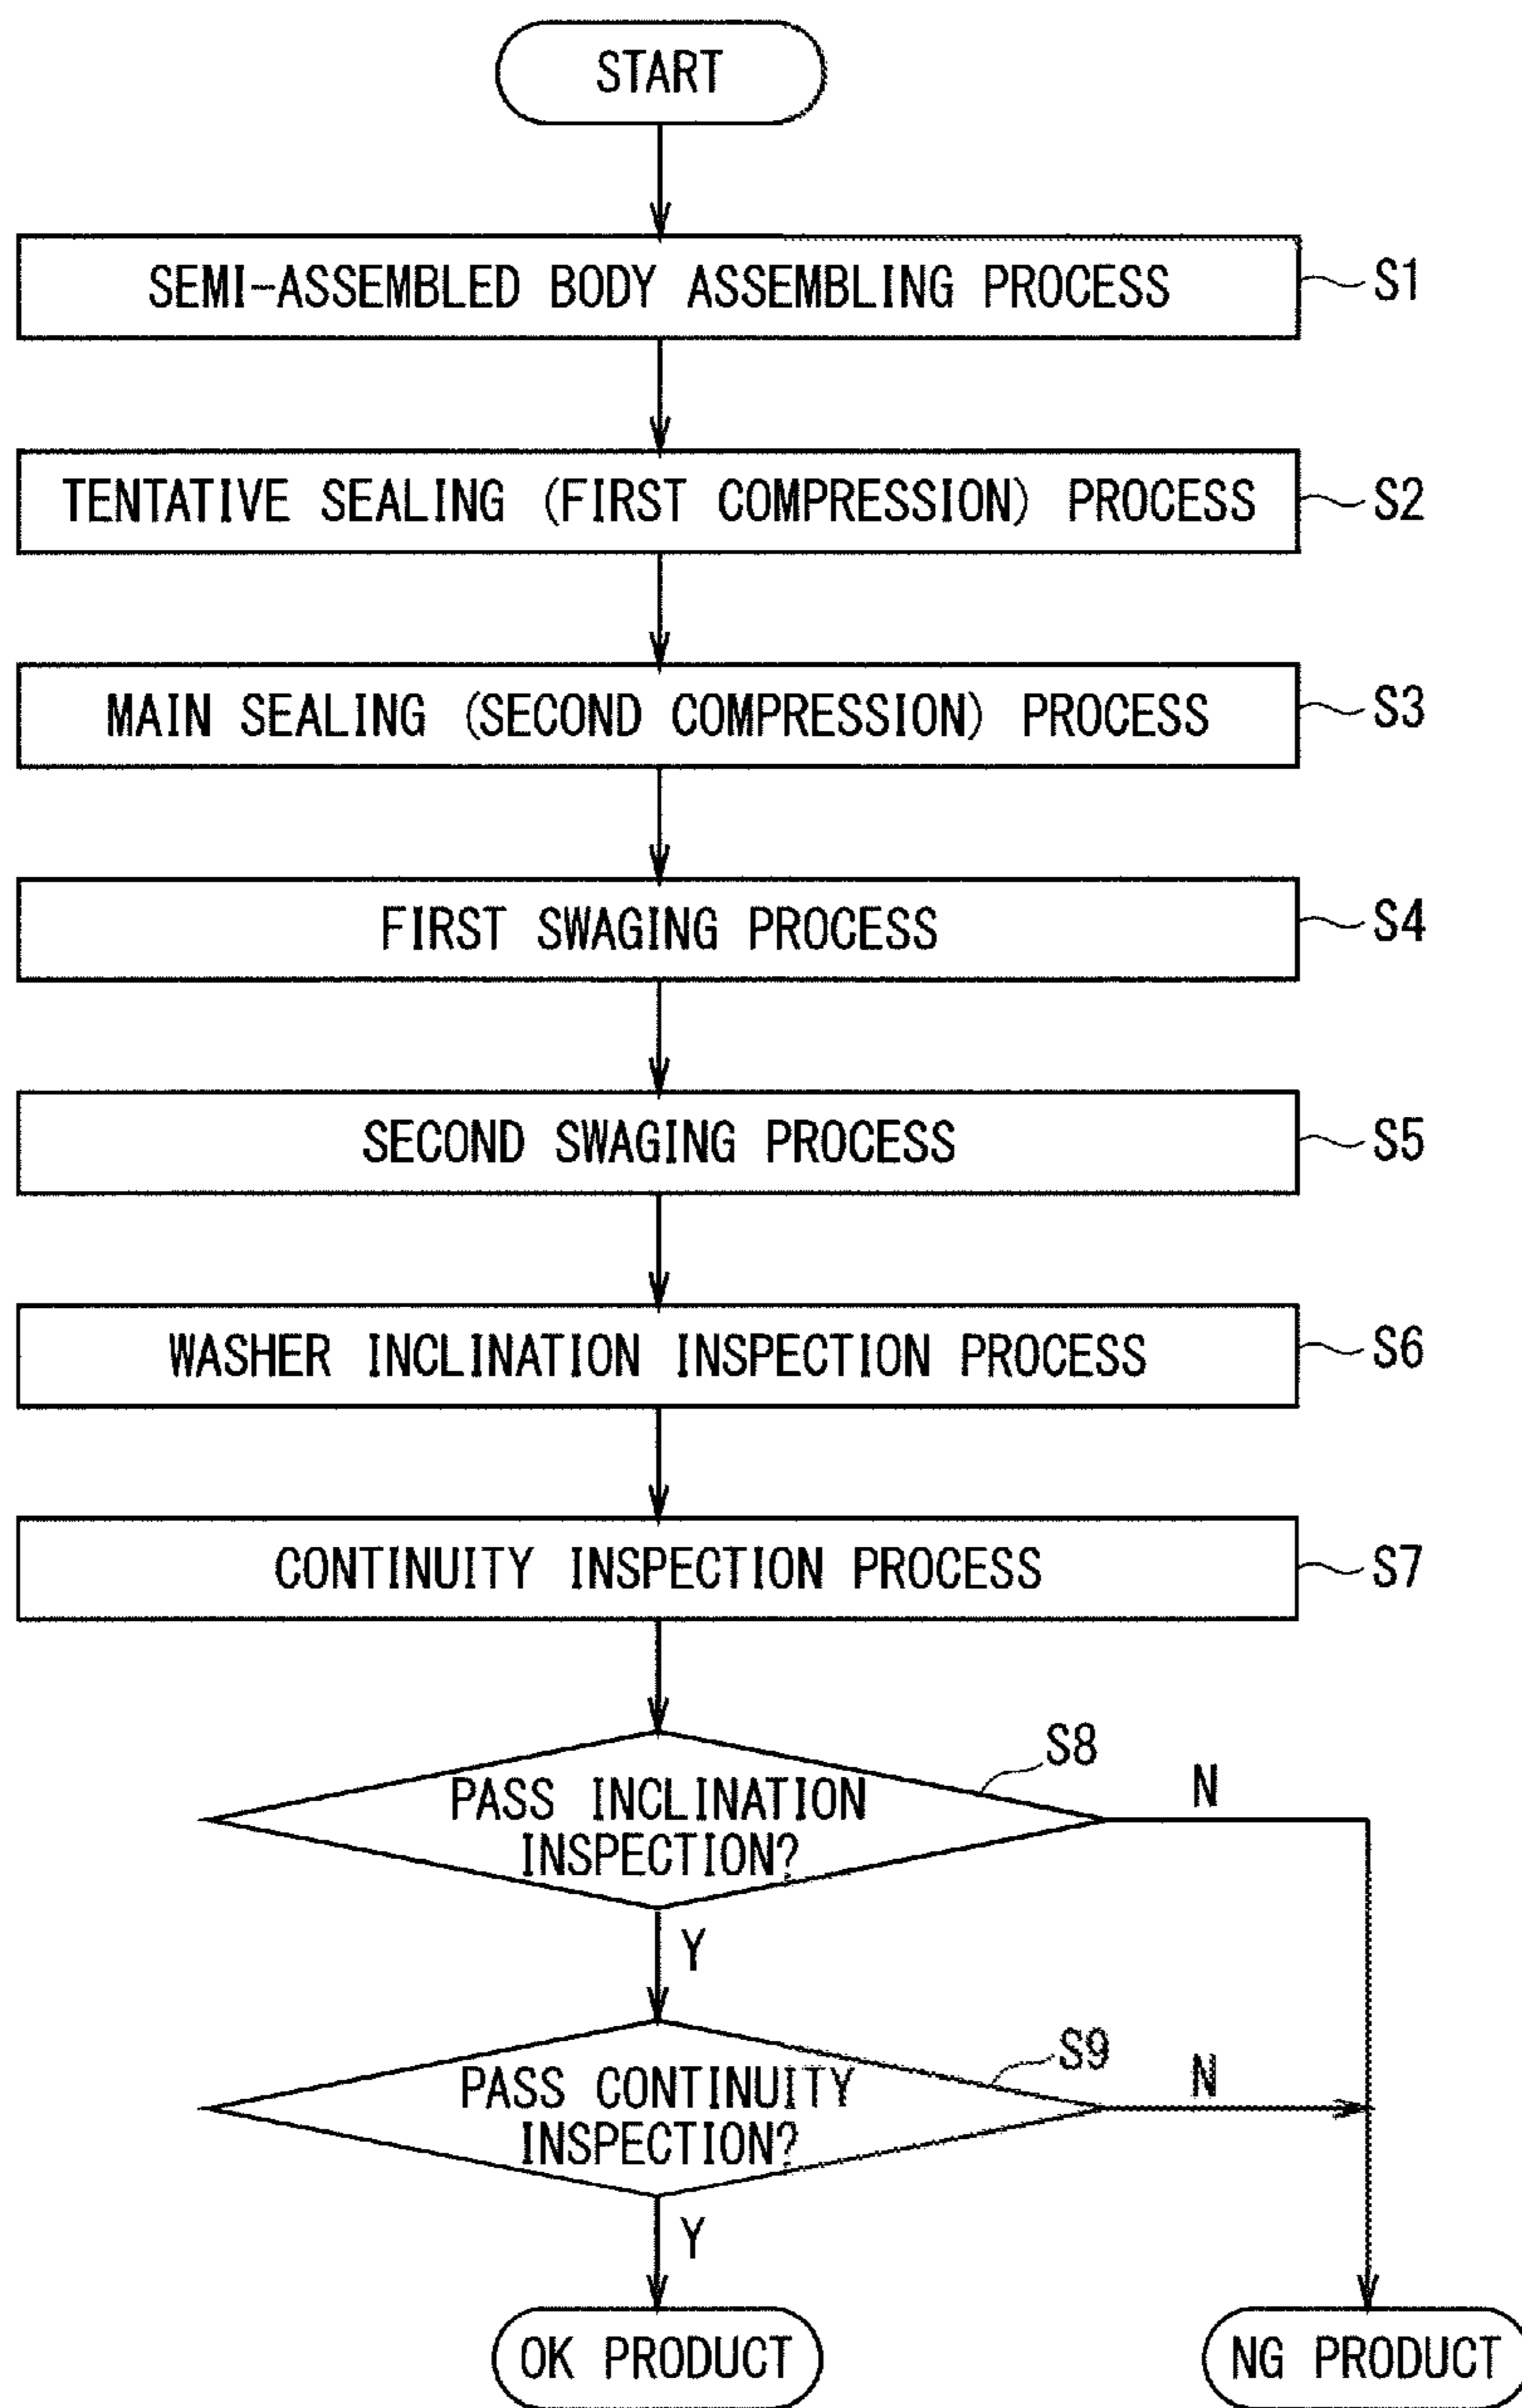 START
SEMI-ASSEMBLED BODY ASSEMBLING PROCESS S1
TENTATIVE SEALING (FIRST COMPRESSION) PROCESS S2
MAIN SEALING (SECOND COMPRESSION) PROCESS S3
FIRST SWAGING PROCESS S4
SECOND SWAGING PROCESS S5
WASHER INCLINATION INSPECTION PROCESS S6
CONTINUITY INSPECTION PROCESS S7
S8
PASS INCLINATION N
INSPECTION?
Y
S9
PASS CONTINUITY N
INSPECTION?
Y
OK PRODUCT NG PRODUCT